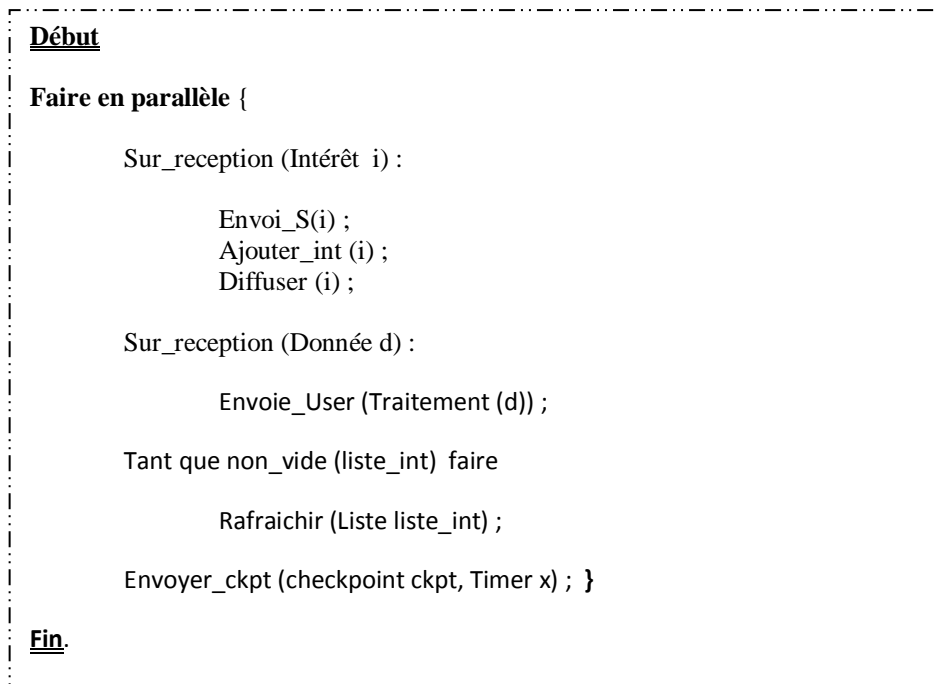 Début
Faire en parallèle {
Sur_reception (Intérêt i) :
Envoi_S(i) ;
Ajouter_int (i) ;
Diffuser (i) ;
Sur_reception (Donnée d) :
Envoie_User (Traitement (d)) ;
Tant que non_vide (liste_int) faire
Rafraichir (Liste liste_int) ;
Envoyer_ckpt (checkpoint ckpt, Timer x) ; }
Fin.